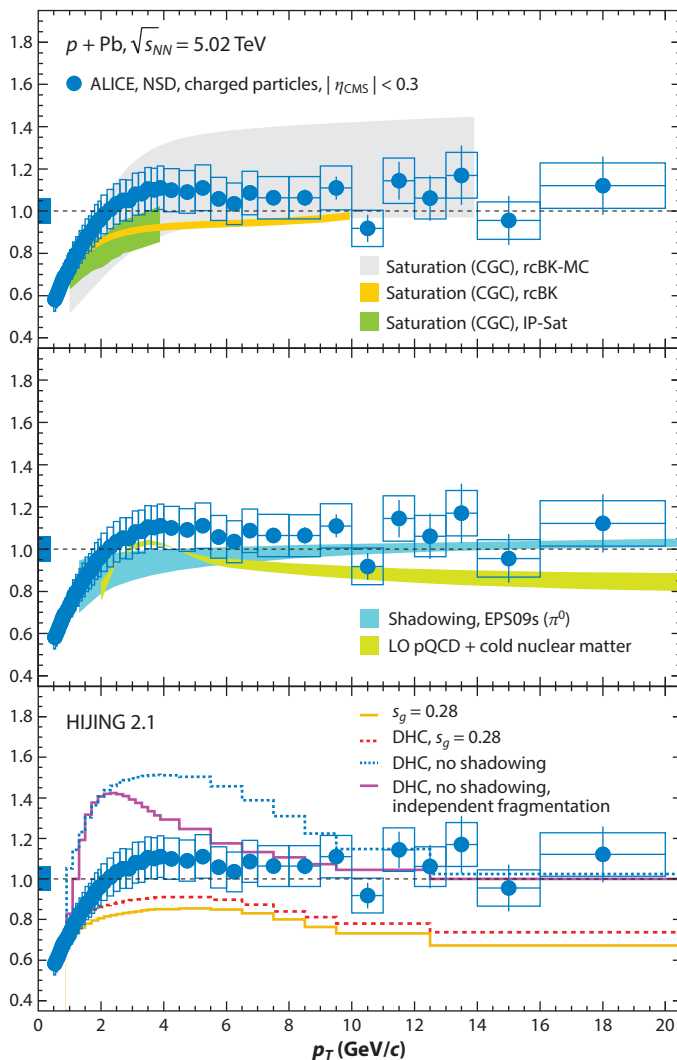 p + Pb, √sNN = 5.02 TeV
ALICE, NSD, charged particles, | ηCMS | < 0.3
1.8
1.6
1.4
1.2
1.0
0.8
0.6
0.4
Saturation (CGC), rcBK-MC
Saturation (CGC), rcBK
Saturation (CGC), IP-Sat
1.8
1.6
1.4
1.2
1.0
0.8
0.6
0.4
Shadowing, EPS09s (π0)
LO pQCD + cold nuclear matter
HIJING 2.1
1.8
1.6
1.4
1.2
1.0
0.8
0.6
0.4
sg = 0.28
DHC, sg = 0.28
DHC, no shadowing
DHC, no shadowing,
independent fragmentation
0 2 4 6 8 10 12 14 16 18 20
pT (GeV/c)